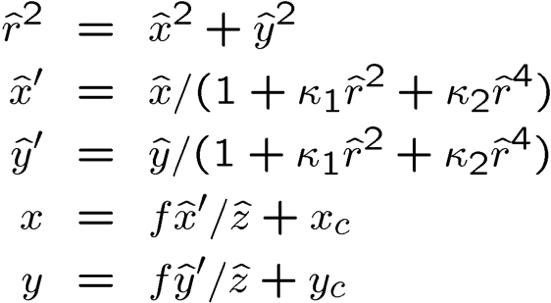 r̂² = x̂² + ŷ²
x̂′ = x̂/(1 + κ₁r̂² + κ₂r̂⁴)
ŷ′ = ŷ/(1 + κ₁r̂² + κ₂r̂⁴)
x = fx̂′/ẑ + x_c
y = fŷ′/ẑ + y_c